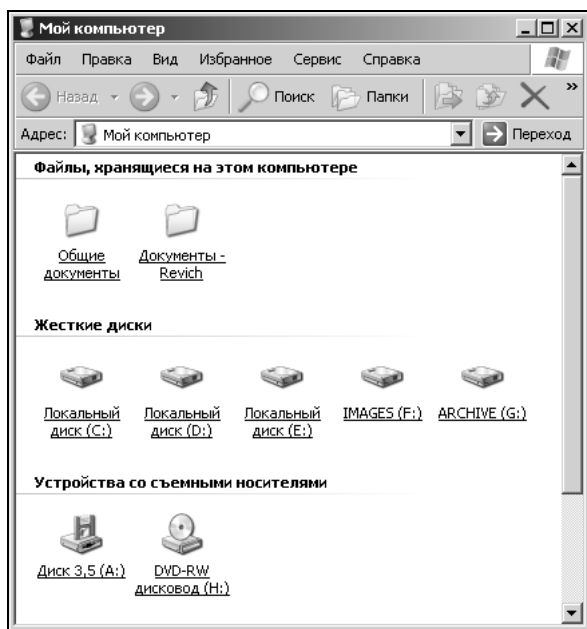 Мой компьютер
Файл Правка Вид Избранное Сервис Справка
Назад Поиск Папки »
Адрес: Мой компьютер Переход
Файлы, хранящиеся на этом компьютере
Общие Документы -
документы Revich
Жесткие диски
Локальный Локальный Локальный IMAGES (F:) ARCHIVE (G:)
диск (C:) диск (D:) диск (E:)
Устройства со съемными носителями
Диск 3,5 (A:) DVD-RW
дисковод (H:)